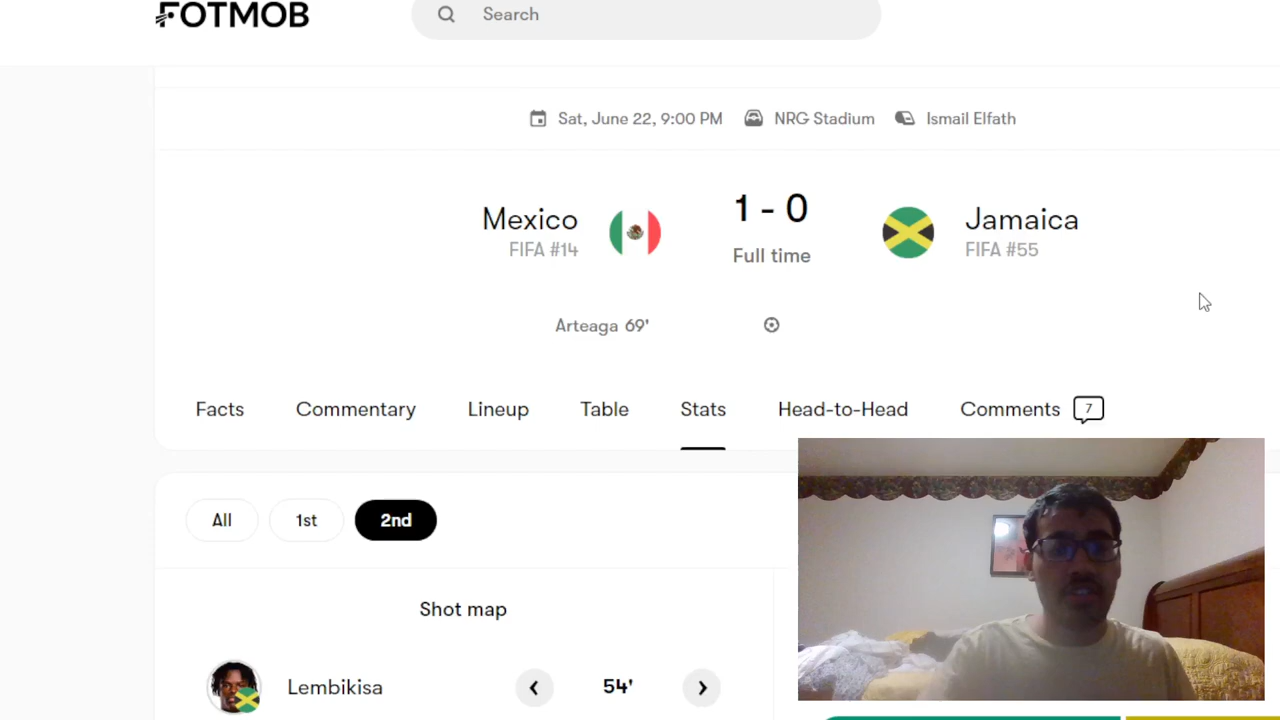 FOTMOB
Search
Sat, June 22, 9:00 PM NRG Stadium Ismail Elfath
Mexico 1 - 0 Jamaica
FIFA #14 Full time FIFA #55
Arteaga 69'
Facts Commentary Lineup Table Stats Head-to-Head Comments 7
All 1st 2nd
Shot map
Lembikisa 54'